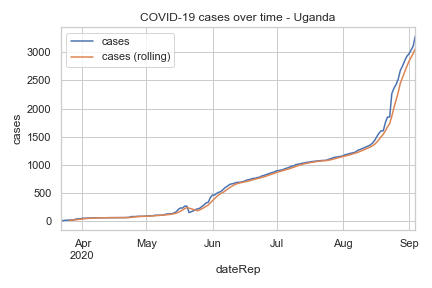 COVID-19 cases over time - Uganda
cases
cases (rolling)
3000
2500
2000
1500
1000
500
0
cases
Apr
2020
May
Jun
Jul
Aug
Sep
dateRep